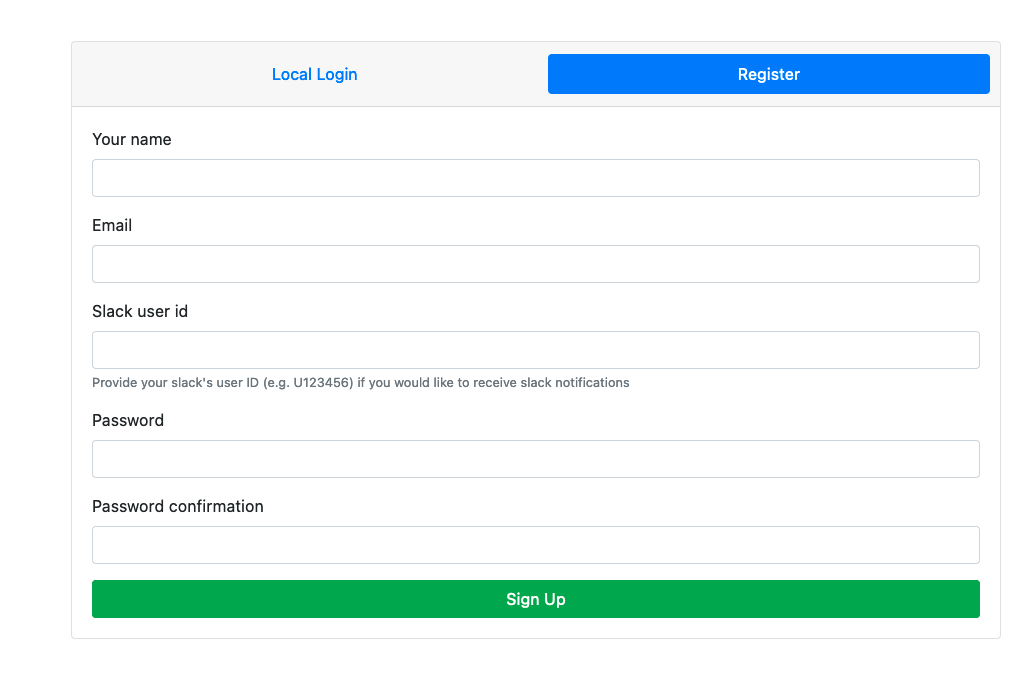 Local Login
Register
Your name
Email
Slack user id
Provide your slack's user ID (e.g. U123456) if you would like to receive slack notifications
Password
Password confirmation
Sign Up